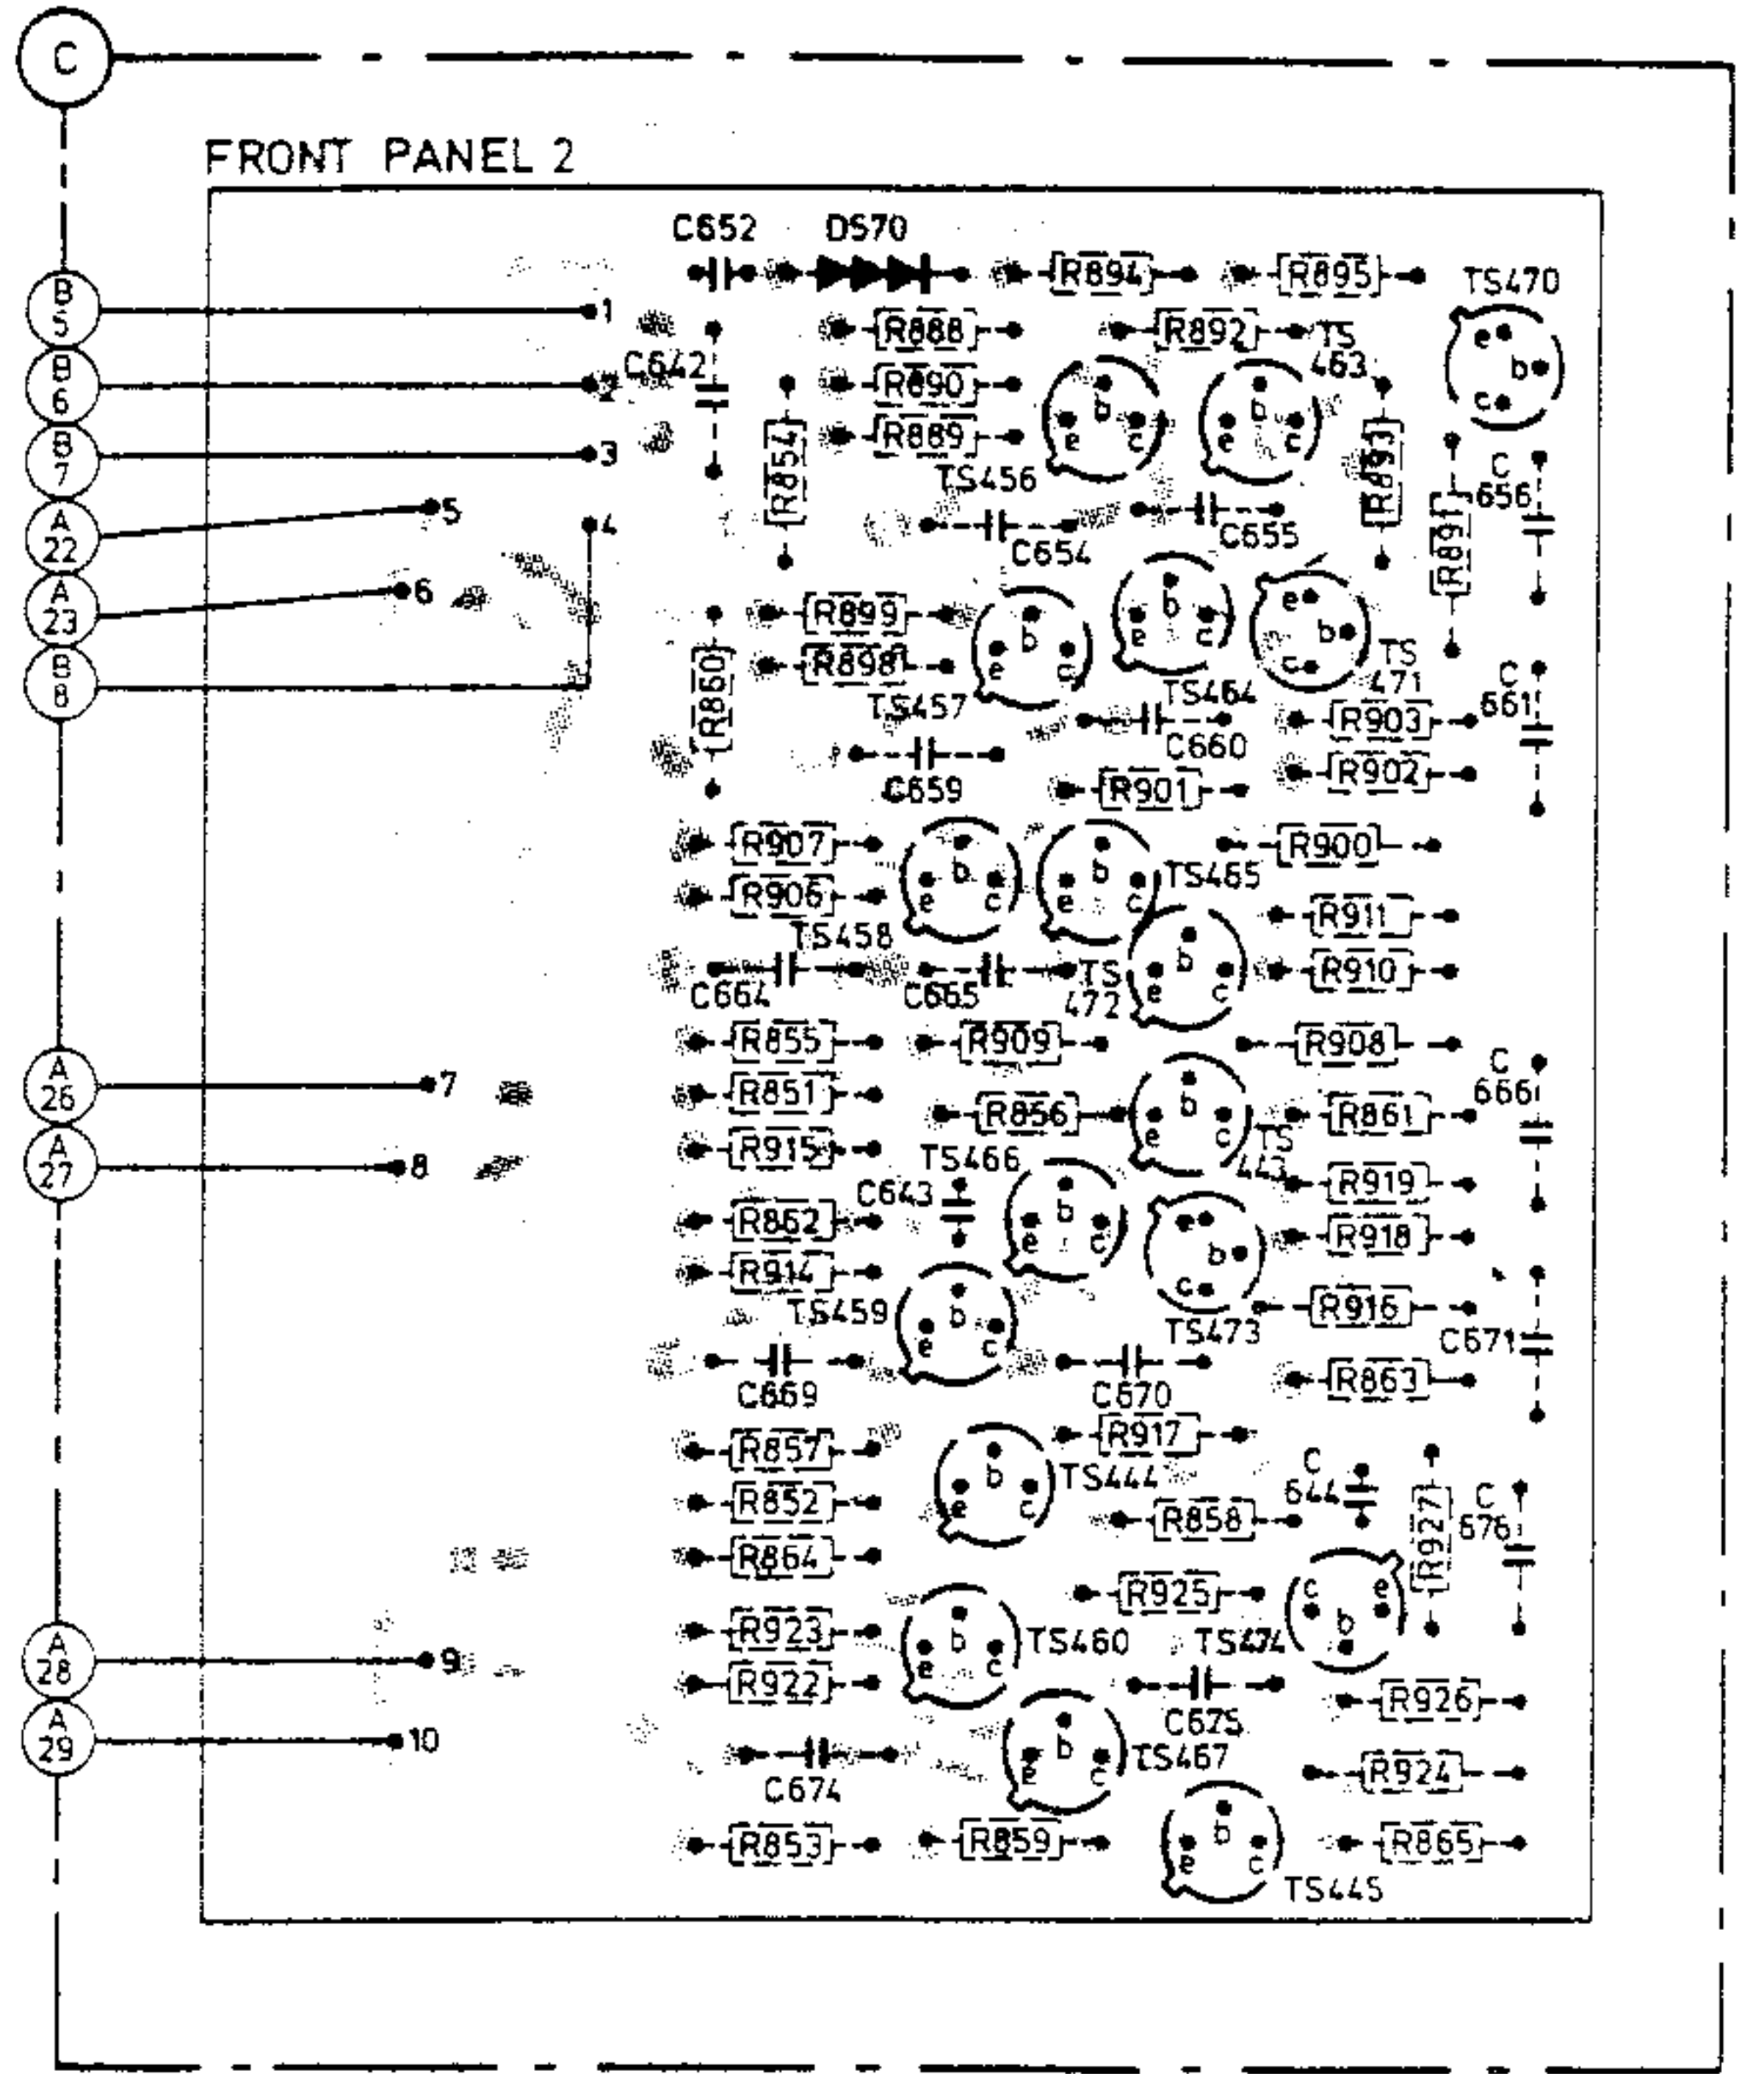 C
FRONT PANEL 2
C652 D570
R894 R895
TS470
B
5
1
R888 R892
TS
463
e
b
c
C642
B
6
2
R890
b b
e c e c
R889
R854
R893
B
7
3
TS456
C
656
A
22
5
4
C654
C655
R891
A
23
6
R899
b
e c
b
e c
e
b
c
TS
471
R898
R860
B
8
TS457
TS464
C
661
R903
C660
R902
C659
R901
R907
b b
e c e c
R900
TS465
R906
R911
TS458
b
e c
R910
C664
C665
TS
472
R855
R909
R908
A
26
7
R851
C
666
R856
b
e c
R861
TS
443
R915
TS466
A
27
8
C643
R919
R862
b
e c
e
b
c
R918
R914
TS459
b
e c
R916
TS473
C671
C669
C670
R863
R857
R917
b
e c
TS444
C
644
R852
R858
R927
C
676
R864
R925
c e
b
R923
b
e c
TS460
TS474
A
28
9
R922
C675
R926
A
29
10
b
e c
TS467
C674
R924
R853
R859
b
e c
R865
TS445